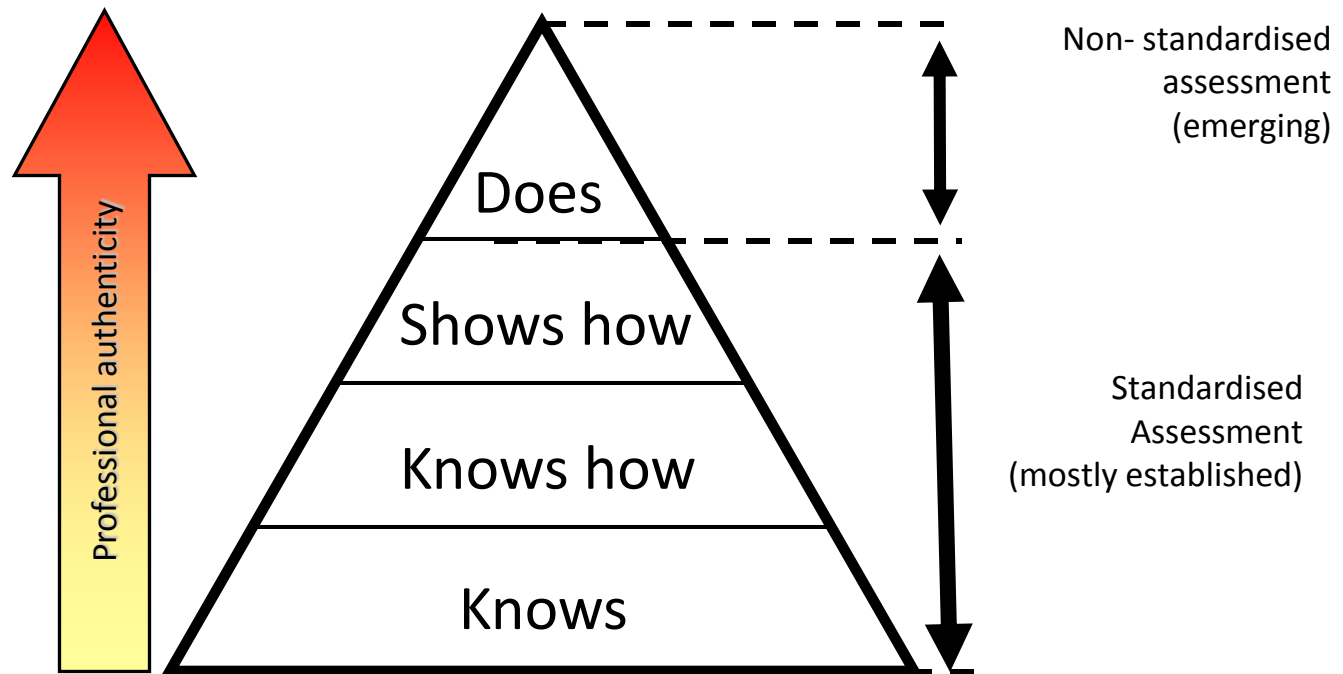 Professional authenticity
Does
Shows how
Knows how
Knows
Non- standardised
assessment
(emerging)
Standardised
Assessment
(mostly established)